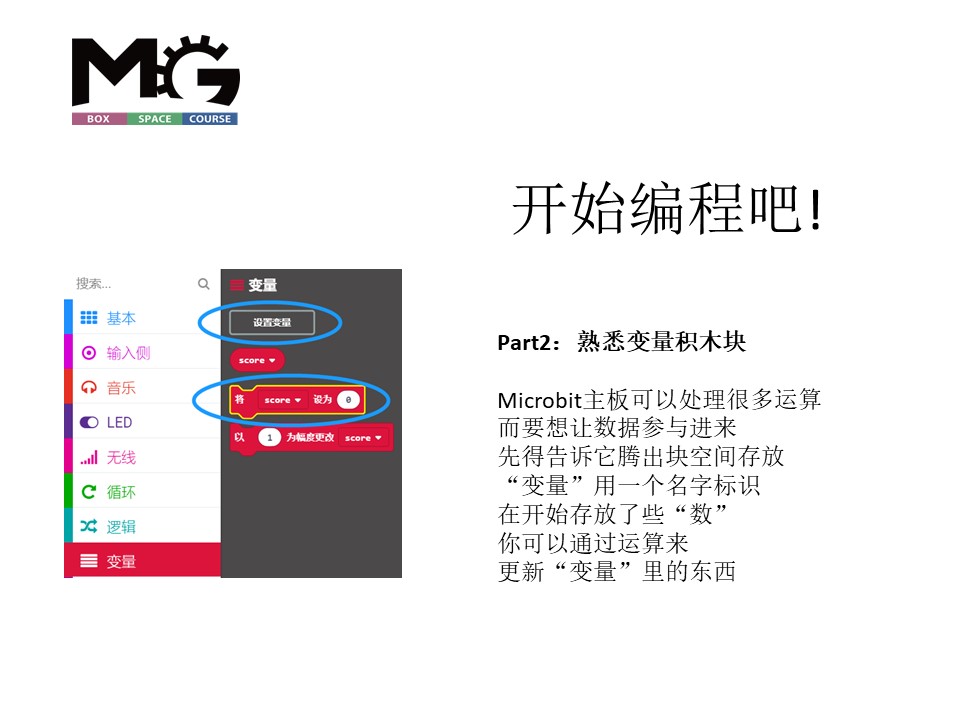 MG
BOX SPACE COURSE
开始编程吧!
搜索...
基本
输入侧
音乐
LED
无线
循环
逻辑
变量
变量
设置变量
score
将 score 设为 0
以 1 为幅度更改 score
Part2：熟悉变量积木块
Microbit主板可以处理很多运算
而要想让数据参与进来
先得告诉它腾出块空间存放
“变量”用一个名字标识
在开始存放了些“数”
你可以通过运算来
更新“变量”里的东西